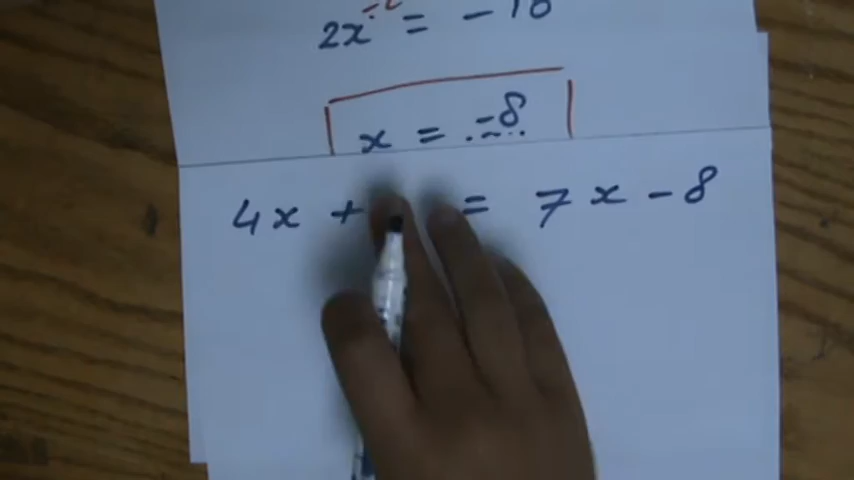 2x = - 16
x = -8
4x + = 7x - 8